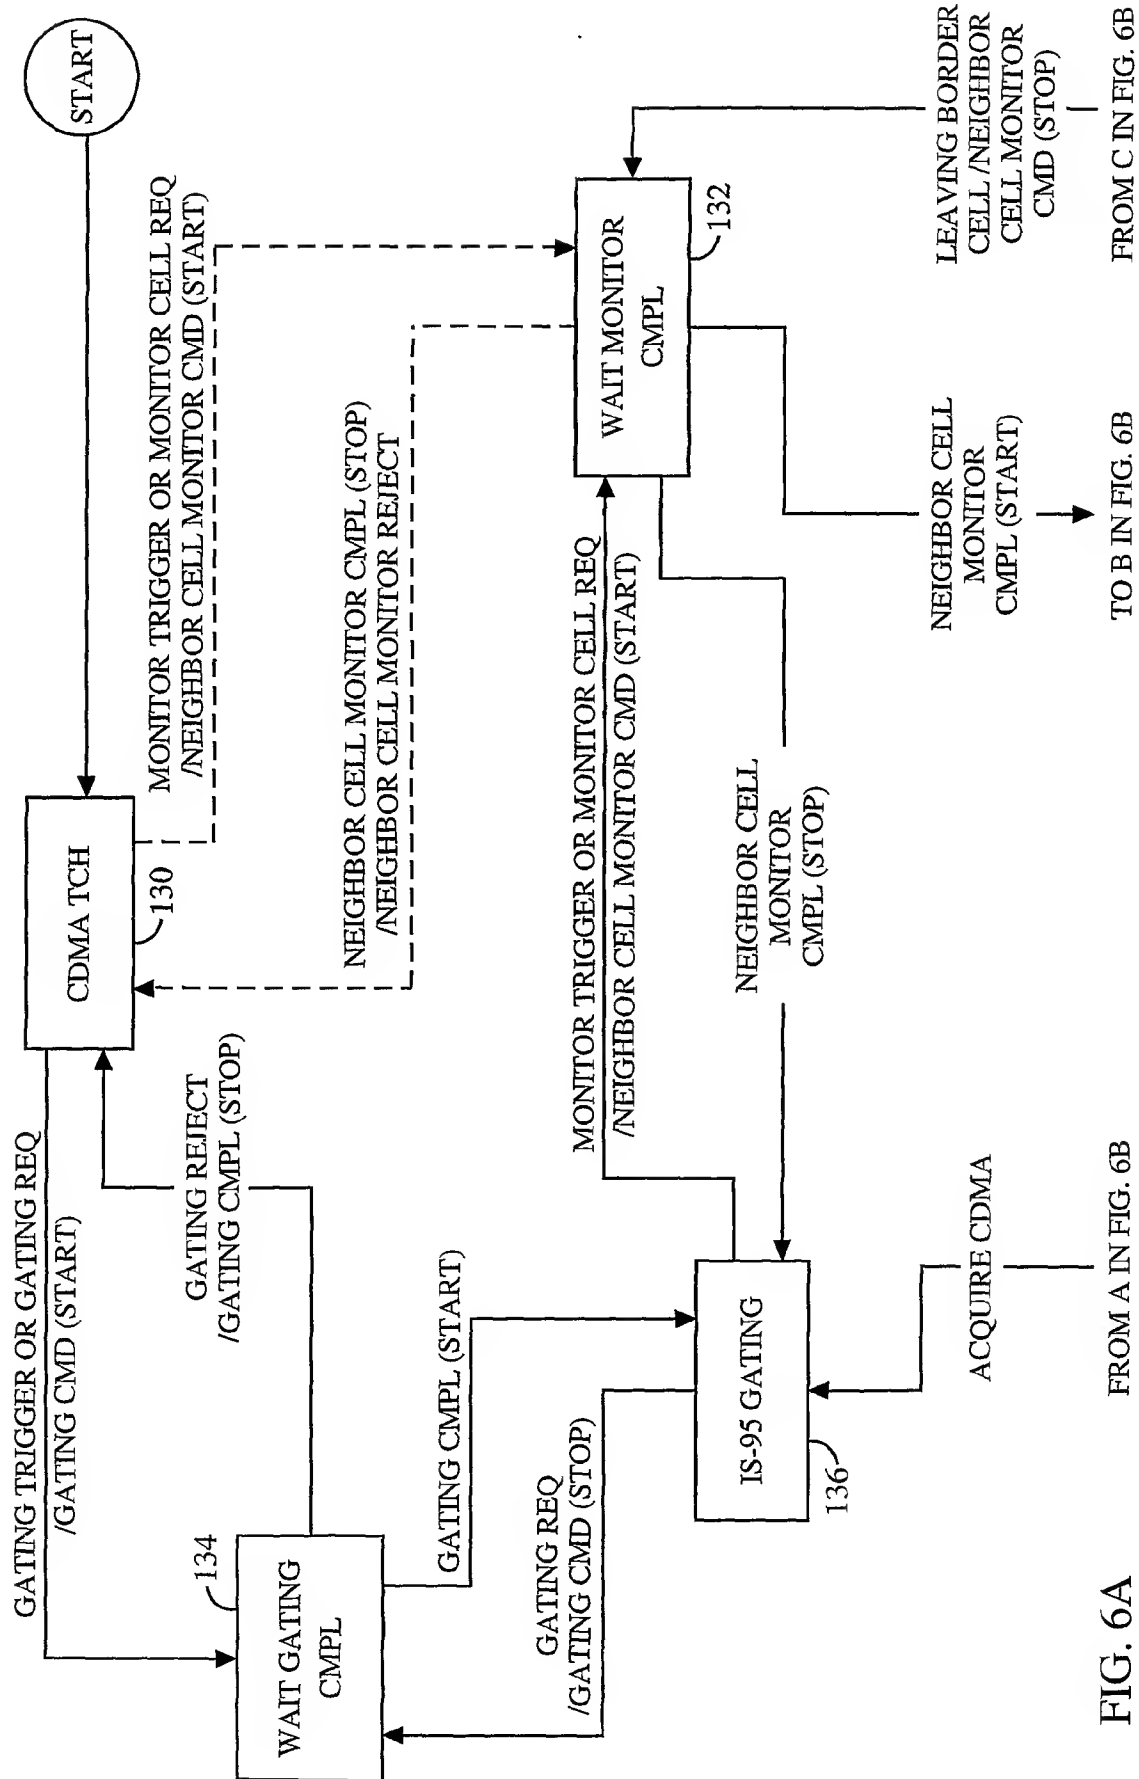 START
MONITOR TRIGGER OR MONITOR CELL REQ
/NEIGHBOR CELL MONITOR CMD (START)
CDMA TCH
130
GATING TRIGGER OR GATING REQ
/GATING CMD (START)
GATING REJECT
/GATING CMPL (STOP)
NEIGHBOR CELL MONITOR CMPL (STOP)
/NEIGHBOR CELL MONITOR REJECT
WAIT MONITOR
CMPL
132
134
WAIT GATING
CMPL
GATING CMPL (START)
GATING REQ
/GATING CMD (STOP)
MONITOR TRIGGER OR MONITOR CELL REQ
/NEIGHBOR CELL MONITOR CMD (START)
NEIGHBOR CELL
MONITOR
CMPL (STOP)
IS-95 GATING
136
LEAVING BORDER
CELL /NEIGHBOR
CELL MONITOR
CMD (STOP)
FROM C IN FIG. 6B
NEIGHBOR CELL
MONITOR
CMPL (START)
TO B IN FIG. 6B
ACQUIRE CDMA
FROM A IN FIG. 6B
FIG. 6A